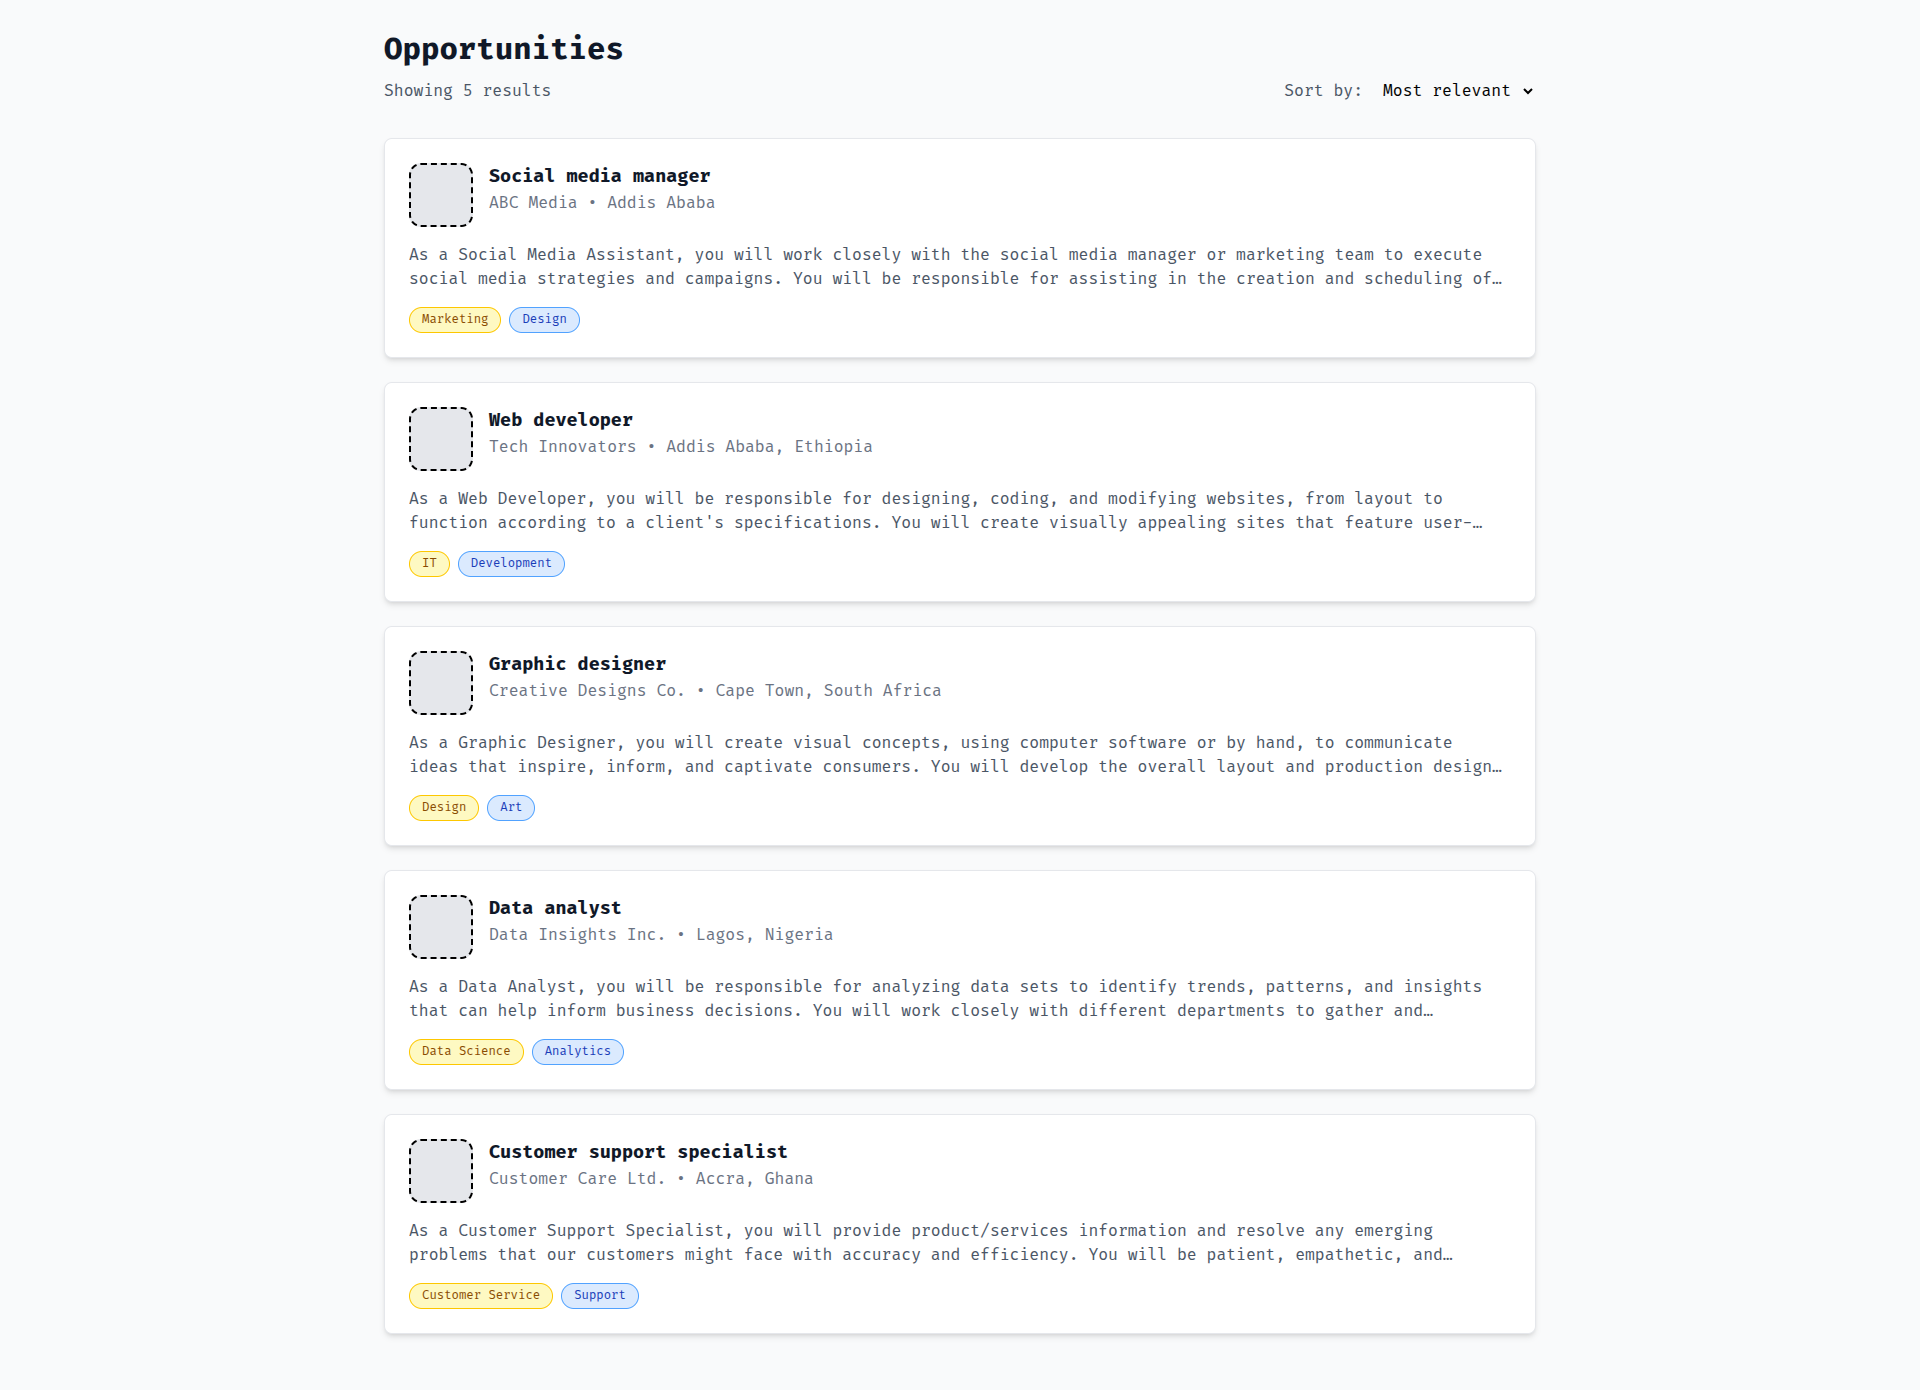 Opportunities
Showing 5 results
Sort by: Most relevant
Social media manager
ABC Media • Addis Ababa
As a Social Media Assistant, you will work closely with the social media manager or marketing team to execute
social media strategies and campaigns. You will be responsible for assisting in the creation and scheduling of…
Marketing Design
Web developer
Tech Innovators • Addis Ababa, Ethiopia
As a Web Developer, you will be responsible for designing, coding, and modifying websites, from layout to
function according to a client's specifications. You will create visually appealing sites that feature user-…
IT Development
Graphic designer
Creative Designs Co. • Cape Town, South Africa
As a Graphic Designer, you will create visual concepts, using computer software or by hand, to communicate
ideas that inspire, inform, and captivate consumers. You will develop the overall layout and production design…
Design Art
Data analyst
Data Insights Inc. • Lagos, Nigeria
As a Data Analyst, you will be responsible for analyzing data sets to identify trends, patterns, and insights
that can help inform business decisions. You will work closely with different departments to gather and…
Data Science Analytics
Customer support specialist
Customer Care Ltd. • Accra, Ghana
As a Customer Support Specialist, you will provide product/services information and resolve any emerging
problems that our customers might face with accuracy and efficiency. You will be patient, empathetic, and…
Customer Service Support